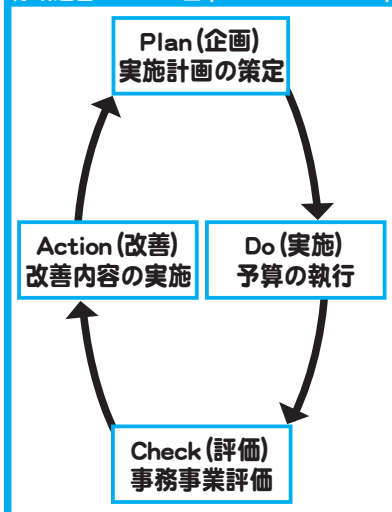 Plan(企画)
実施計画の策定
Action(改善)
改善内容の実施
Do(実施)
予算の執行
Check(評価)
事務事業評価